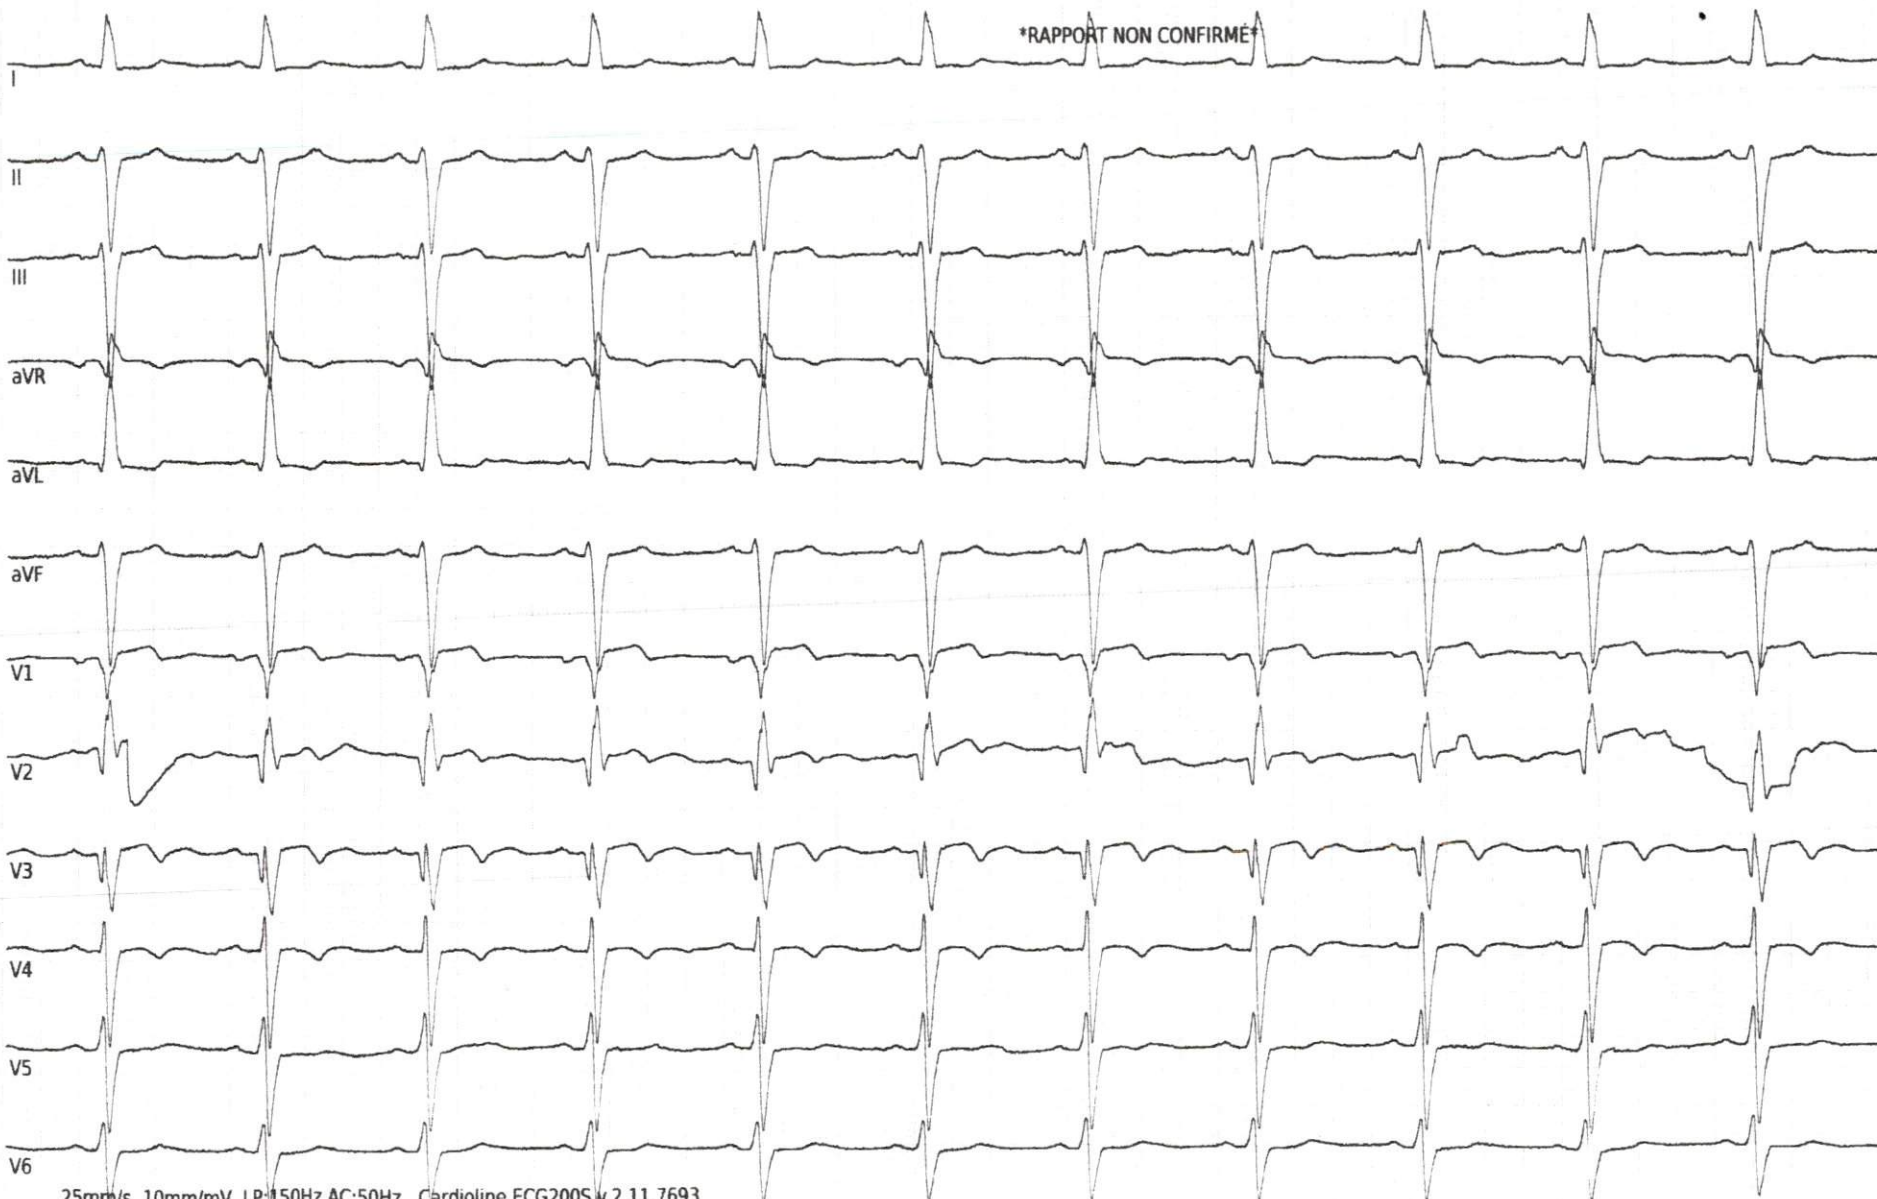 *RAPPORT NON CONFIRMÉ*
I
II
III
aVR
aVL
aVF
V1
V2
V3
V4
V5
V6
25mm/s 10mm/mV LP:150Hz AC:50Hz Cardioline ECG200S v.2.11.7693